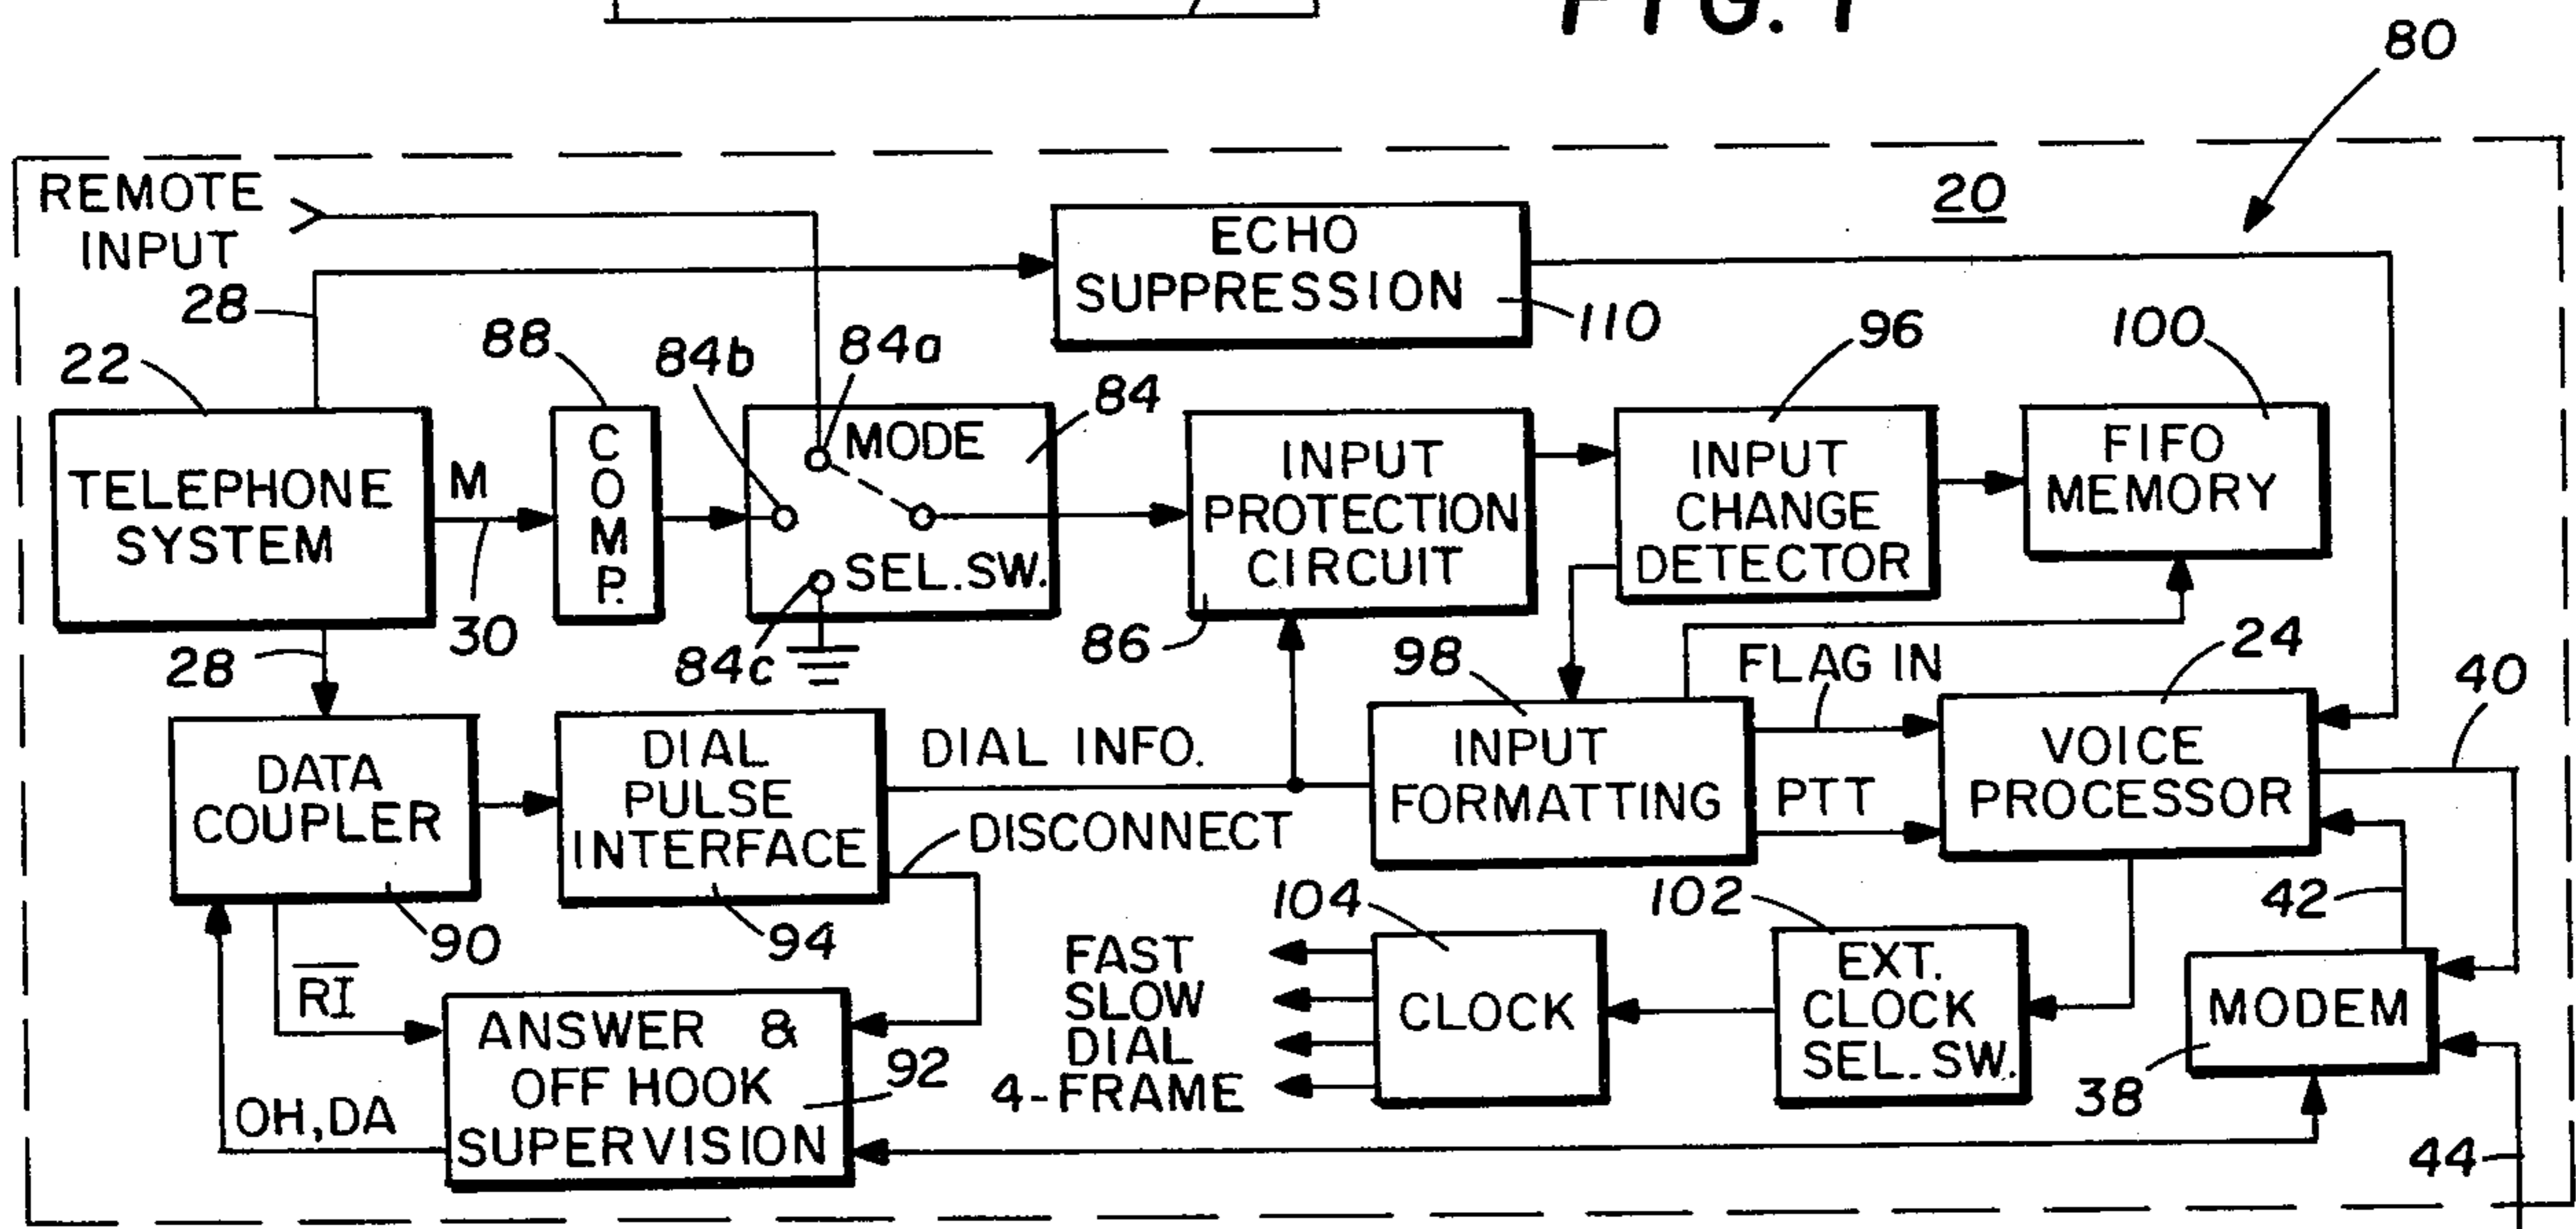 FIG. 1
80
REMOTE
INPUT
20
ECHO
SUPPRESSION
110
28
22
88
84b
84a
84
96
100
TELEPHONE
SYSTEM
M
30
COMP.
MODE
SEL.SW.
84c
INPUT
PROTECTION
CIRCUIT
86
INPUT
CHANGE
DETECTOR
FIFO
MEMORY
28
98
FLAG IN
24
40
DATA
COUPLER
90
DIAL
PULSE
INTERFACE
94
DIAL INFO.
DISCONNECT
INPUT
FORMATTING
PTT
VOICE
PROCESSOR
42
RI
OH,DA
ANSWER &
OFF HOOK
SUPERVISION
92
FAST
SLOW
DIAL
4-FRAME
104
CLOCK
102
EXT.
CLOCK
SEL. SW.
MODEM
38
44